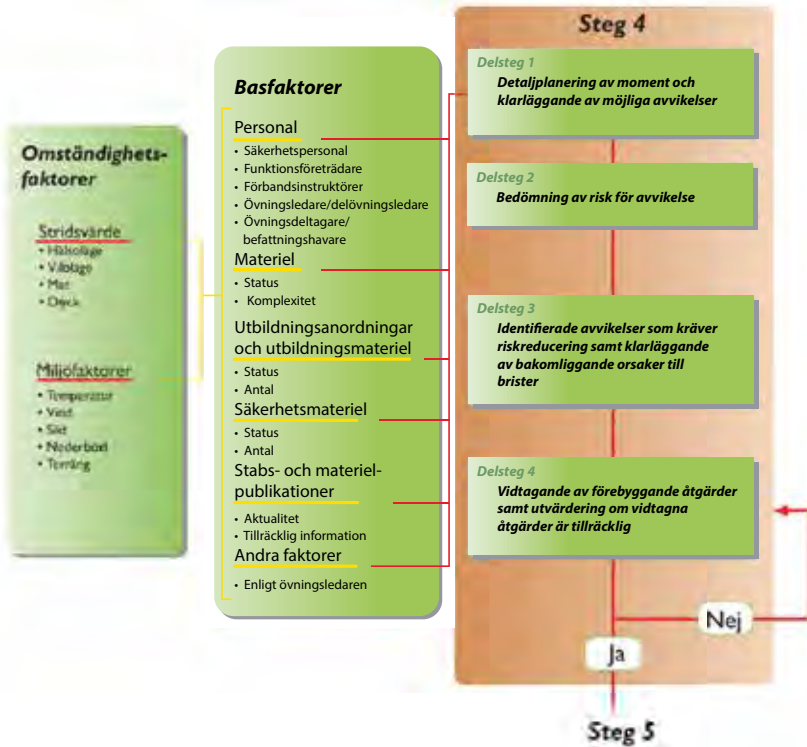 Omständighets-
faktorer
Stridsvärde
• Hälsoläge
• Viloläge
• Mat
• Dryck
Miljöfaktorer
• Temperatur
• Vind
• Sikt
• Nederbörd
• Terräng
Basfaktorer
Personal
• Säkerhetspersonal
• Funktionsföreträdare
• Förbandsinstruktörer
• Övningsledare/delövningsledare
• Övningsdeltagare/
befattningshavare
Materiel
• Status
• Komplexitet
Utbildningsanordningar
och utbildningsmateriel
• Status
• Antal
Säkerhetsmateriel
• Status
• Antal
Stabs- och materiel-
publikationer
• Aktualitet
• Tillräcklig information
Andra faktorer
• Enligt övningsledaren
Steg 4
Delsteg 1
Detaljplanering av moment och
klarläggande av möjliga avvikelser
Delsteg 2
Bedömning av risk för avvikelse
Delsteg 3
Identifierade avvikelser som kräver
riskreducering samt klarläggande
av bakomliggande orsaker till
brister
Delsteg 4
Vidtagande av förebyggande åtgärder
samt utvärdering om vidtagna
åtgärder är tillräcklig
Nej
Ja
Steg 5